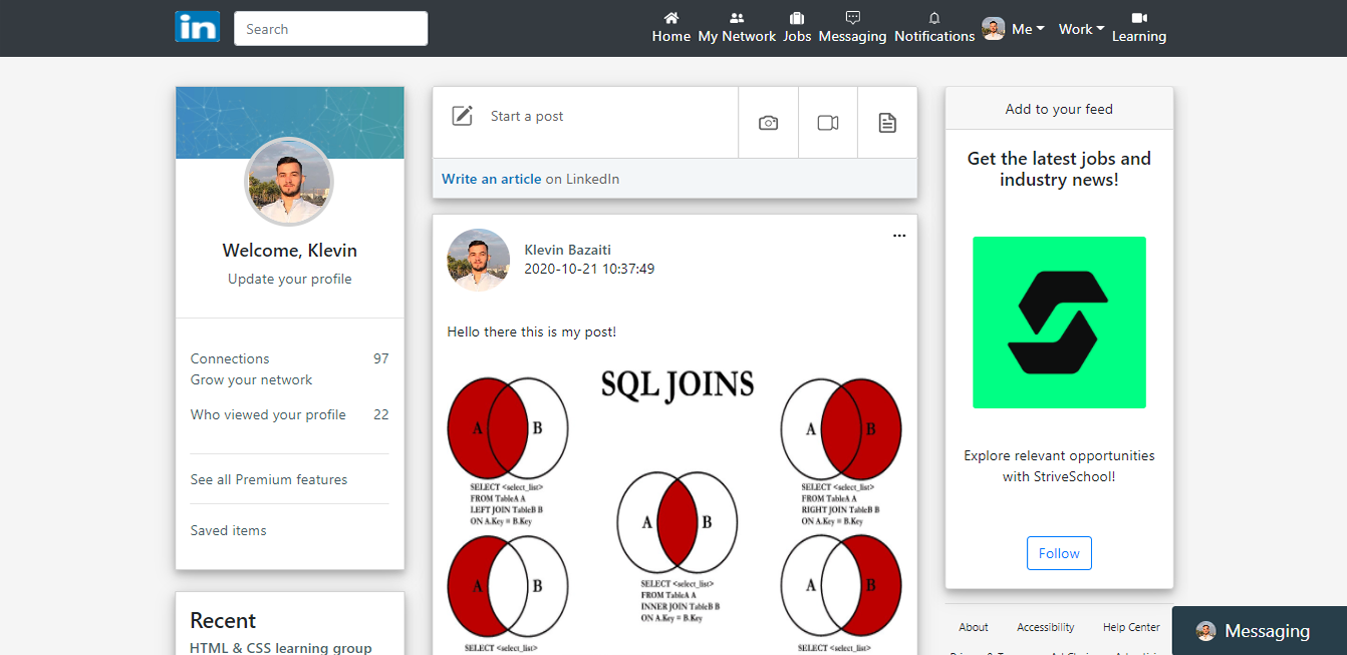 in
Search
Home
My Network
Jobs
Messaging
Notifications
Me
Work
Learning
Welcome, Klevin
Update your profile
Connections 97
Grow your network
Who viewed your profile 22
See all Premium features
Saved items
Recent
HTML & CSS learning group
Start a post
Write an article on LinkedIn
Klevin Bazaiti
2020-10-21 10:37:49
Hello there this is my post!
SQL JOINS
A B
SELECT <select_list>
FROM TableA A
LEFT JOIN TableB B
ON A.Key = B.Key
A B
SELECT <select_list>
FROM TableA A
RIGHT JOIN TableB B
ON A.Key = B.Key
A B
SELECT <select_list>
FROM TableA A
INNER JOIN TableB B
ON A.Key = B.Key
A B
SELECT <select_list>
A B
SELECT <select_list>
Add to your feed
Get the latest jobs and
industry news!
Explore relevant opportunities
with StriveSchool!
Follow
About Accessibility Help Center
Messaging